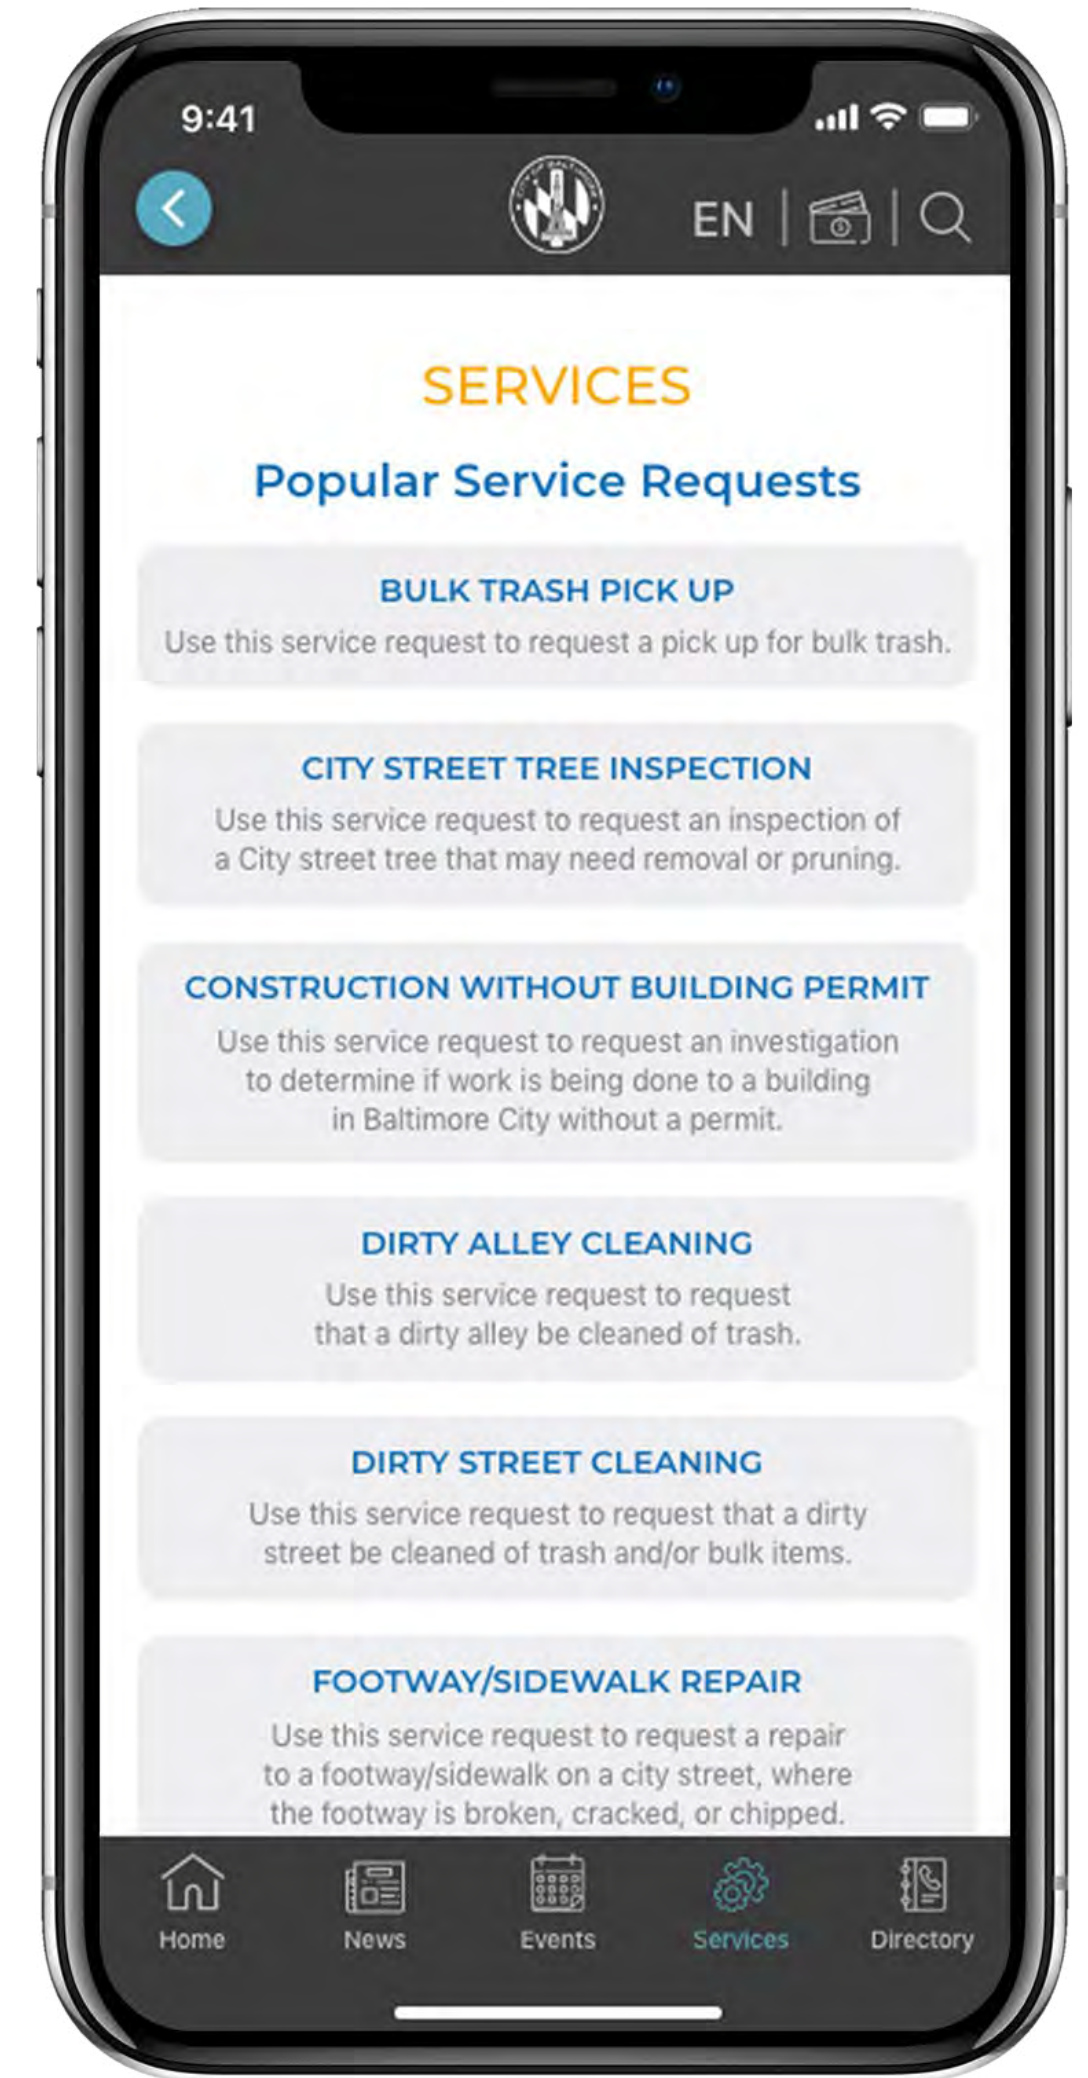 9:41
EN
SERVICES
Popular Service Requests
BULK TRASH PICK UP
Use this service request to request a pick up for bulk trash.
CITY STREET TREE INSPECTION
Use this service request to request an inspection of
a City street tree that may need removal or pruning.
CONSTRUCTION WITHOUT BUILDING PERMIT
Use this service request to request an investigation
to determine if work is being done to a building
in Baltimore City without a permit.
DIRTY ALLEY CLEANING
Use this service request to request
that a dirty alley be cleaned of trash.
DIRTY STREET CLEANING
Use this service request to request that a dirty
street be cleaned of trash and/or bulk items.
FOOTWAY/SIDEWALK REPAIR
Use this service request to request a repair
to a footway/sidewalk on a city street, where
the footway is broken, cracked, or chipped.
Home
News
Events
Services
Directory